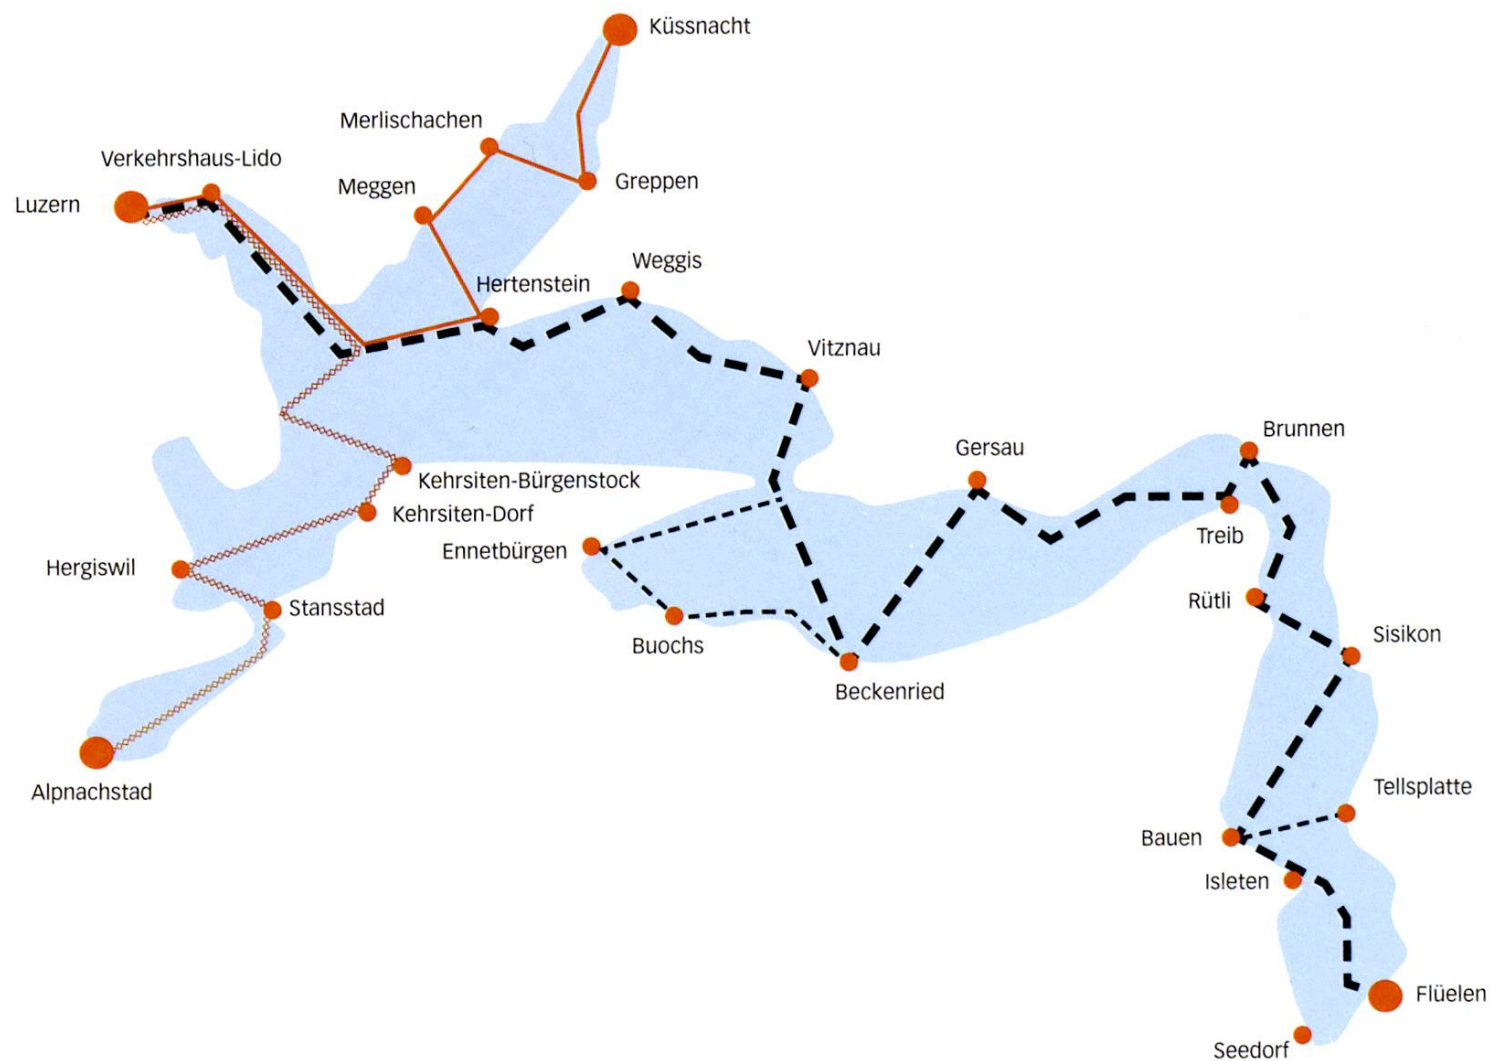 Küssnacht
Merlischachen
Verkehrshaus-Lido
Meggen
Greppen
Luzern
Weggis
Hertenstein
Vitznau
Brunnen
Gersau
Kehrsiten-Bürgenstock
Kehrsiten-Dorf
Treib
Ennetbürgen
Hergiswil
Rütli
Stansstad
Sisikon
Buochs
Beckenried
Tellsplatte
Alpnachstad
Bauen
Isleten
Flüelen
Seedorf